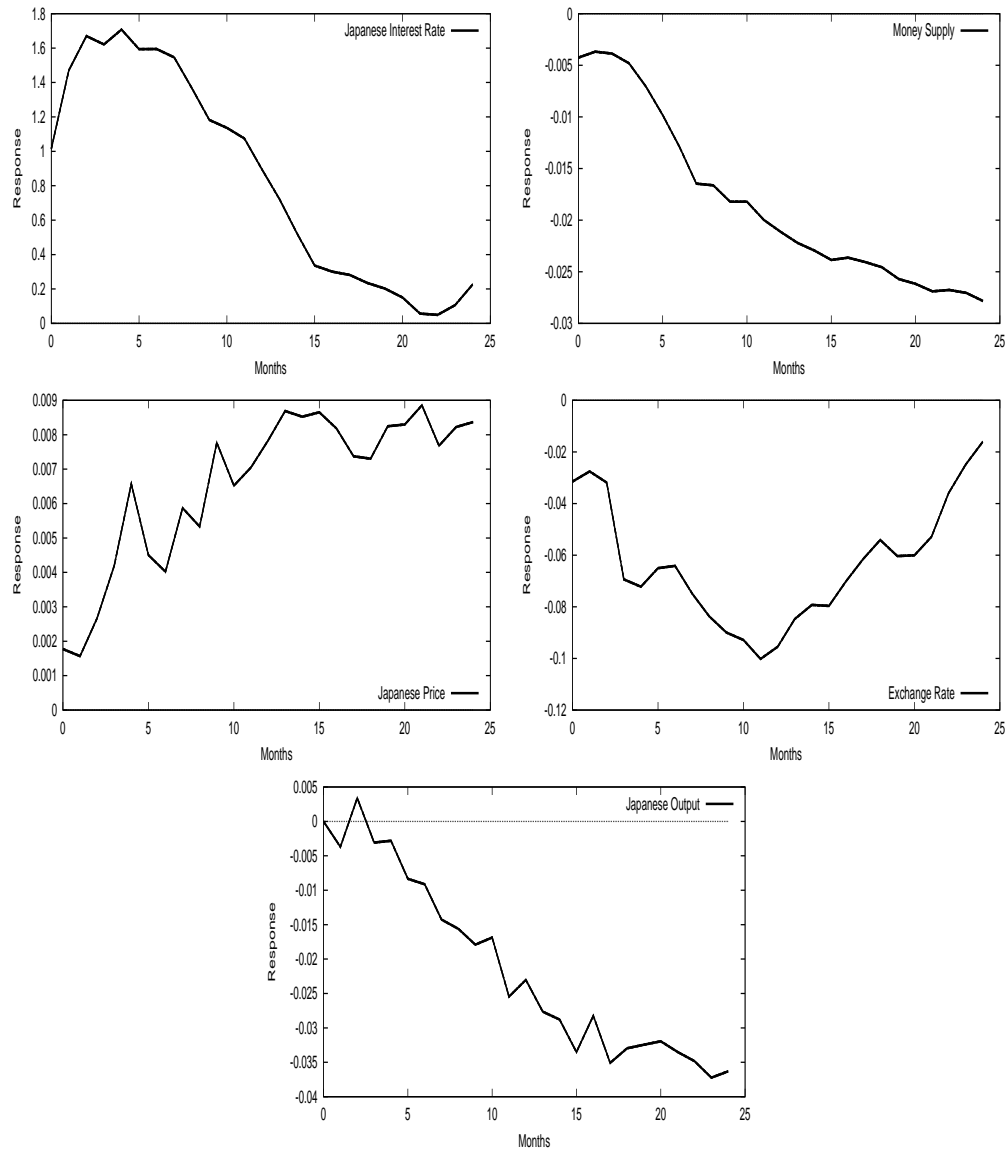 1.8
1.6
1.4
1.2
1
0.8
0.6
0.4
0.2
0
Response
Japanese Interest Rate
0 5 10 15 20 25
Months
0
-0.005
-0.01
-0.015
-0.02
-0.025
-0.03
Response
Money Supply
0 5 10 15 20 25
Months
0.009
0.008
0.007
0.006
0.005
0.004
0.003
0.002
0.001
0
Response
Japanese Price
0 5 10 15 20 25
Months
0
-0.02
-0.04
-0.06
-0.08
-0.1
-0.12
Response
Exchange Rate
0 5 10 15 20 25
Months
0.005
0
-0.005
-0.01
-0.015
-0.02
-0.025
-0.03
-0.035
-0.04
Response
Japanese Output
0 5 10 15 20 25
Months